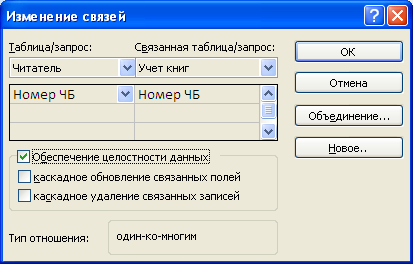 Изменение связей
Таблица/запрос: Связанная таблица/запрос:
Читатель Учет книг
Номер ЧБ Номер ЧБ
Обеспечение целостности данных
каскадное обновление связанных полей
каскадное удаление связанных записей
Тип отношения: один-ко-многим
ОК
Отмена
Объединение...
Новое..